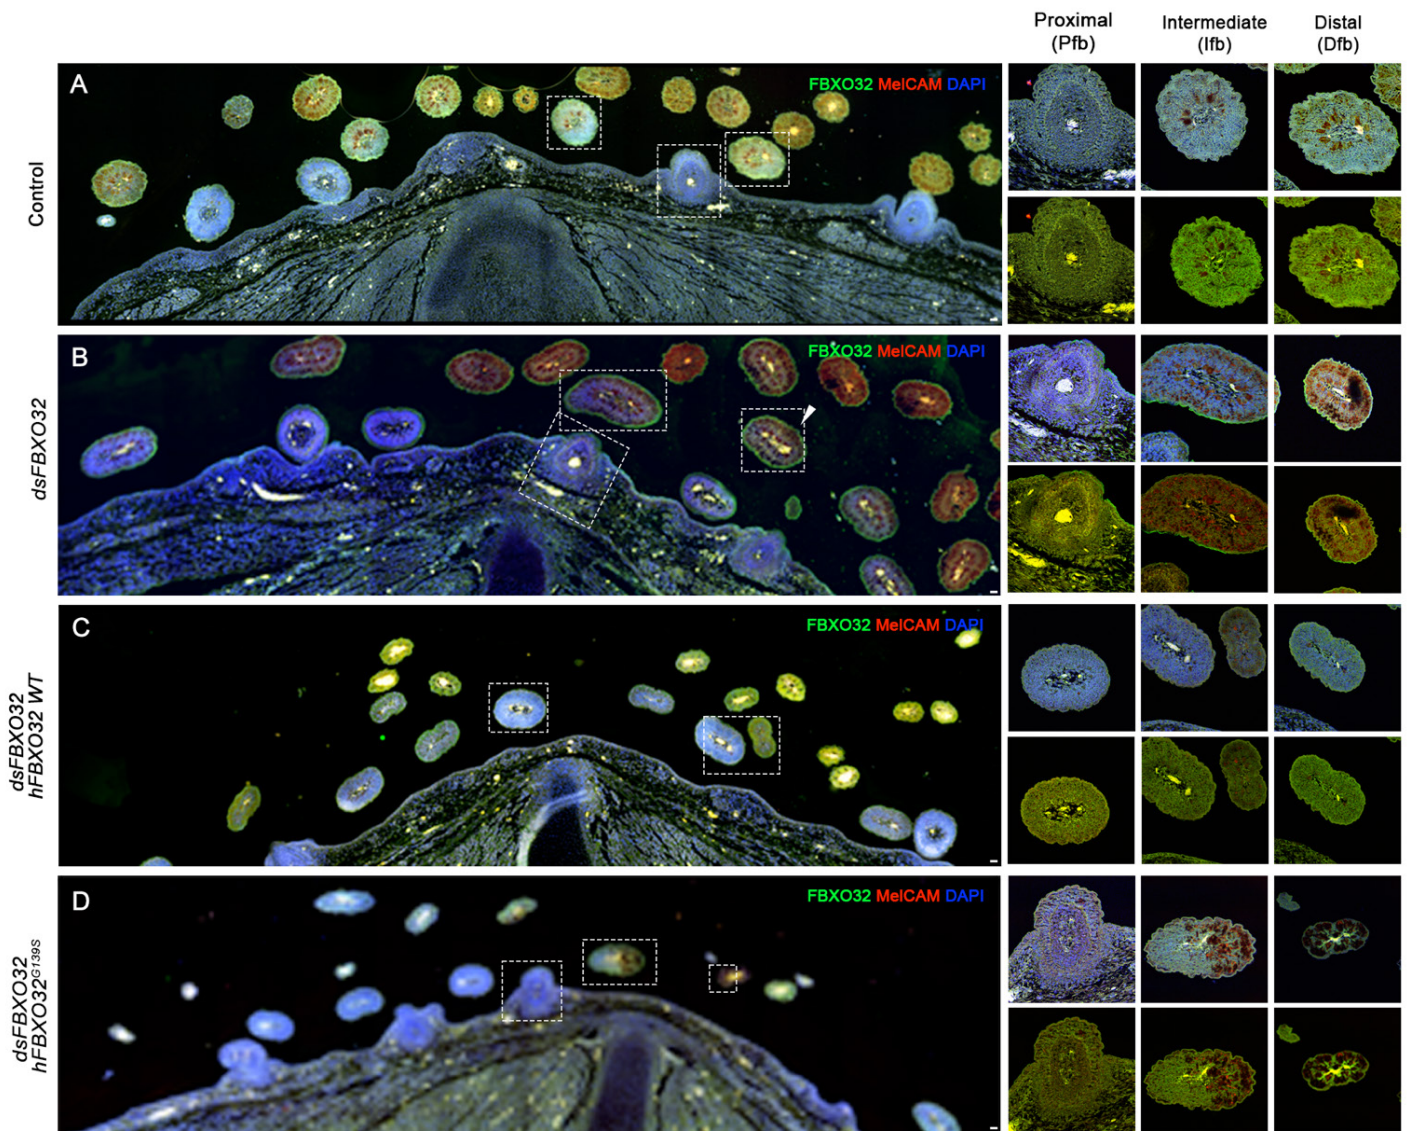 Proximal
(Pfb)
Intermediate
(Ifb)
Distal
(Dfb)
A
FBXO32 MelCAM DAPI
Control
B
FBXO32 MelCAM DAPI
dsFBXO32
C
FBXO32 MelCAM DAPI
dsFBXO32
hFBXO32 WT
D
FBXO32 MelCAM DAPI
dsFBXO32
hFBXO32G139S